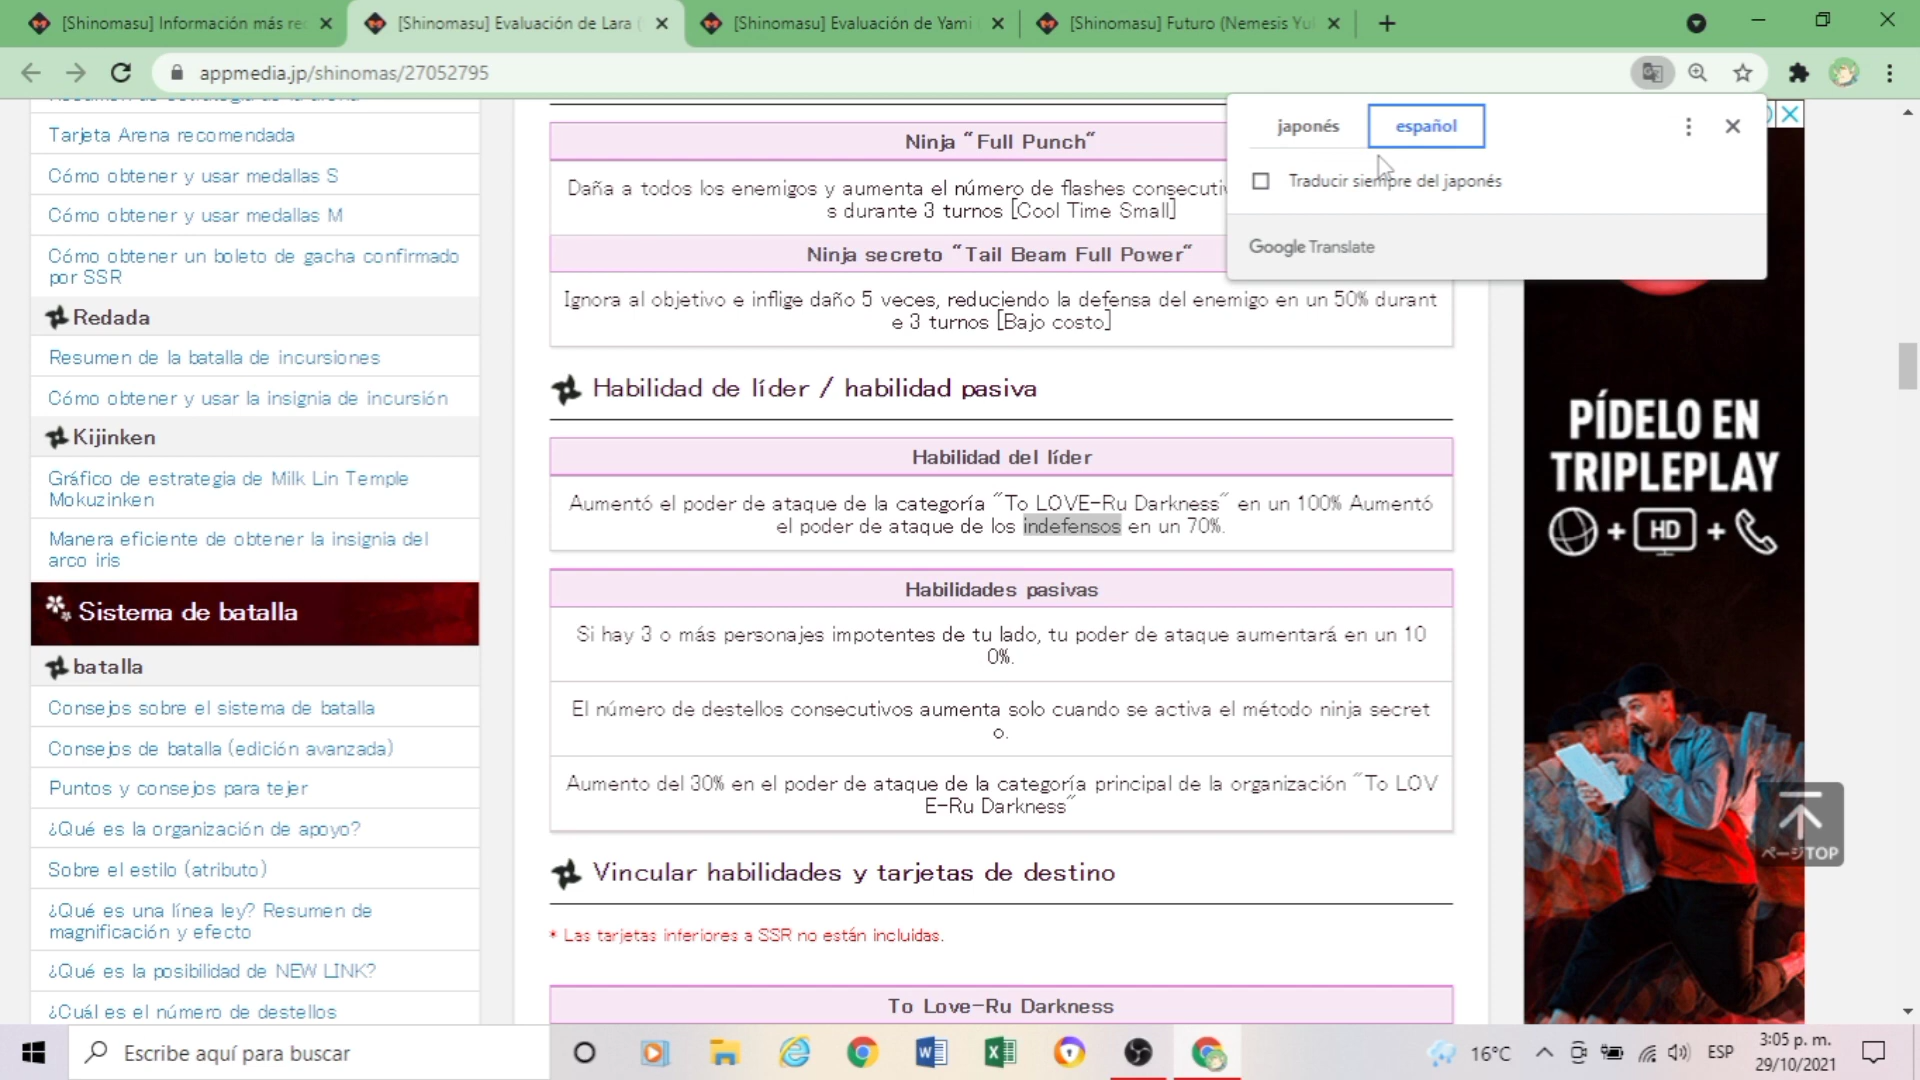 [Shinomasu] Información más re
[Shinomasu] Evaluación de Lara (
[Shinomasu] Evaluación de Yami
[Shinomasu] Futuro (Nemesis Yu
appmedia.jp/shinomas/27052795
Tarjeta Arena recomendada
Cómo obtener y usar medallas S
Cómo obtener y usar medallas M
Cómo obtener un boleto de gacha confirmado
por SSR
Redada
Resumen de la batalla de incursiones
Cómo obtener y usar la insignia de incursión
Kijinken
Gráfico de estrategia de Milk Lin Temple
Mokuzinken
Manera eficiente de obtener la insignia del
arco iris
Sistema de batalla
batalla
Consejos sobre el sistema de batalla
Consejos de batalla (edición avanzada)
Puntos y consejos para tejer
¿Qué es la organización de apoyo?
Sobre el estilo (atributo)
¿Qué es una línea ley? Resumen de
magnificación y efecto
¿Qué es la posibilidad de NEW LINK?
¿Cuál es el número de destellos
Ninja "Full Punch"
Daña a todos los enemigos y aumenta el número de flashes consecuti
s durante 3 turnos [Cool Time Small]
Ninja secreto "Tail Beam Full Power"
Ignora al objetivo e inflige daño 5 veces, reduciendo la defensa del enemigo en un 50% durant
e 3 turnos [Bajo costo]
Habilidad de líder / habilidad pasiva
Habilidad del líder
Aumentó el poder de ataque de la categoría "To LOVE-Ru Darkness" en un 100% Aumentó
el poder de ataque de los indefensos en un 70%.
Habilidades pasivas
Si hay 3 o más personajes impotentes de tu lado, tu poder de ataque aumentará en un 10
0%.
El número de destellos consecutivos aumenta solo cuando se activa el método ninja secret
o.
Aumento del 30% en el poder de ataque de la categoría principal de la organización "To LOV
E-Ru Darkness"
Vincular habilidades y tarjetas de destino
* Las tarjetas inferiores a SSR no están incluidas.
To Love-Ru Darkness
japonés
español
Traducir siempre del japonés
Google Translate
PÍDELO EN
TRIPLEPLAY
+ HD +
ページTOP
Escribe aquí para buscar
16°C
ESP
3:05 p. m.
29/10/2021